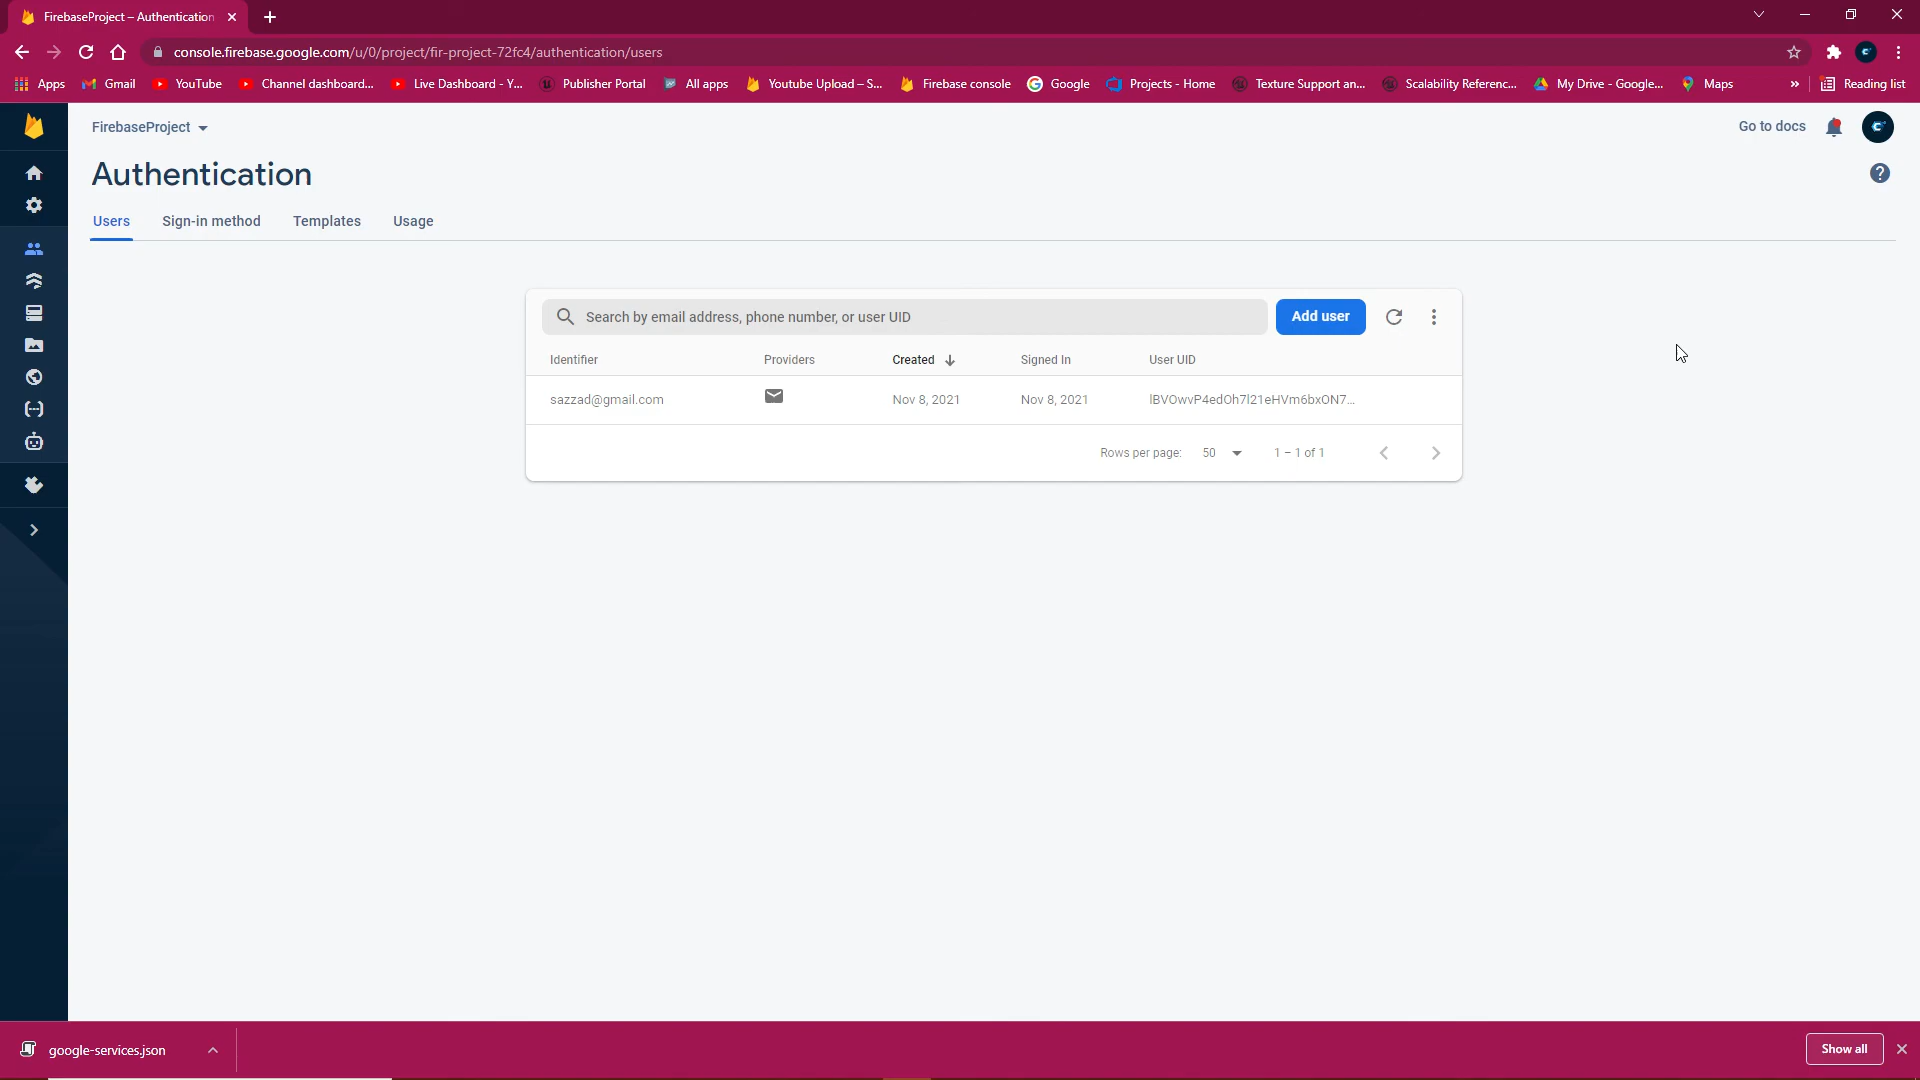 FirebaseProject – Authentication
console.firebase.google.com/u/0/project/fir-project-72fc4/authentication/users
Apps Gmail YouTube Channel dashboard... Live Dashboard - Y... Publisher Portal All apps Youtube Upload – S... Firebase console Google Projects - Home Texture Support an... Scalability Referenc... My Drive - Google... Maps » Reading list
FirebaseProject Go to docs
Authentication
Users Sign-in method Templates Usage
Search by email address, phone number, or user UID Add user
Identifier Providers Created Signed In User UID
sazzad@gmail.com Nov 8, 2021 Nov 8, 2021 lBVOwvP4edOh7l21eHVm6bxON7...
Rows per page: 50 1 – 1 of 1
google-services.json Show all